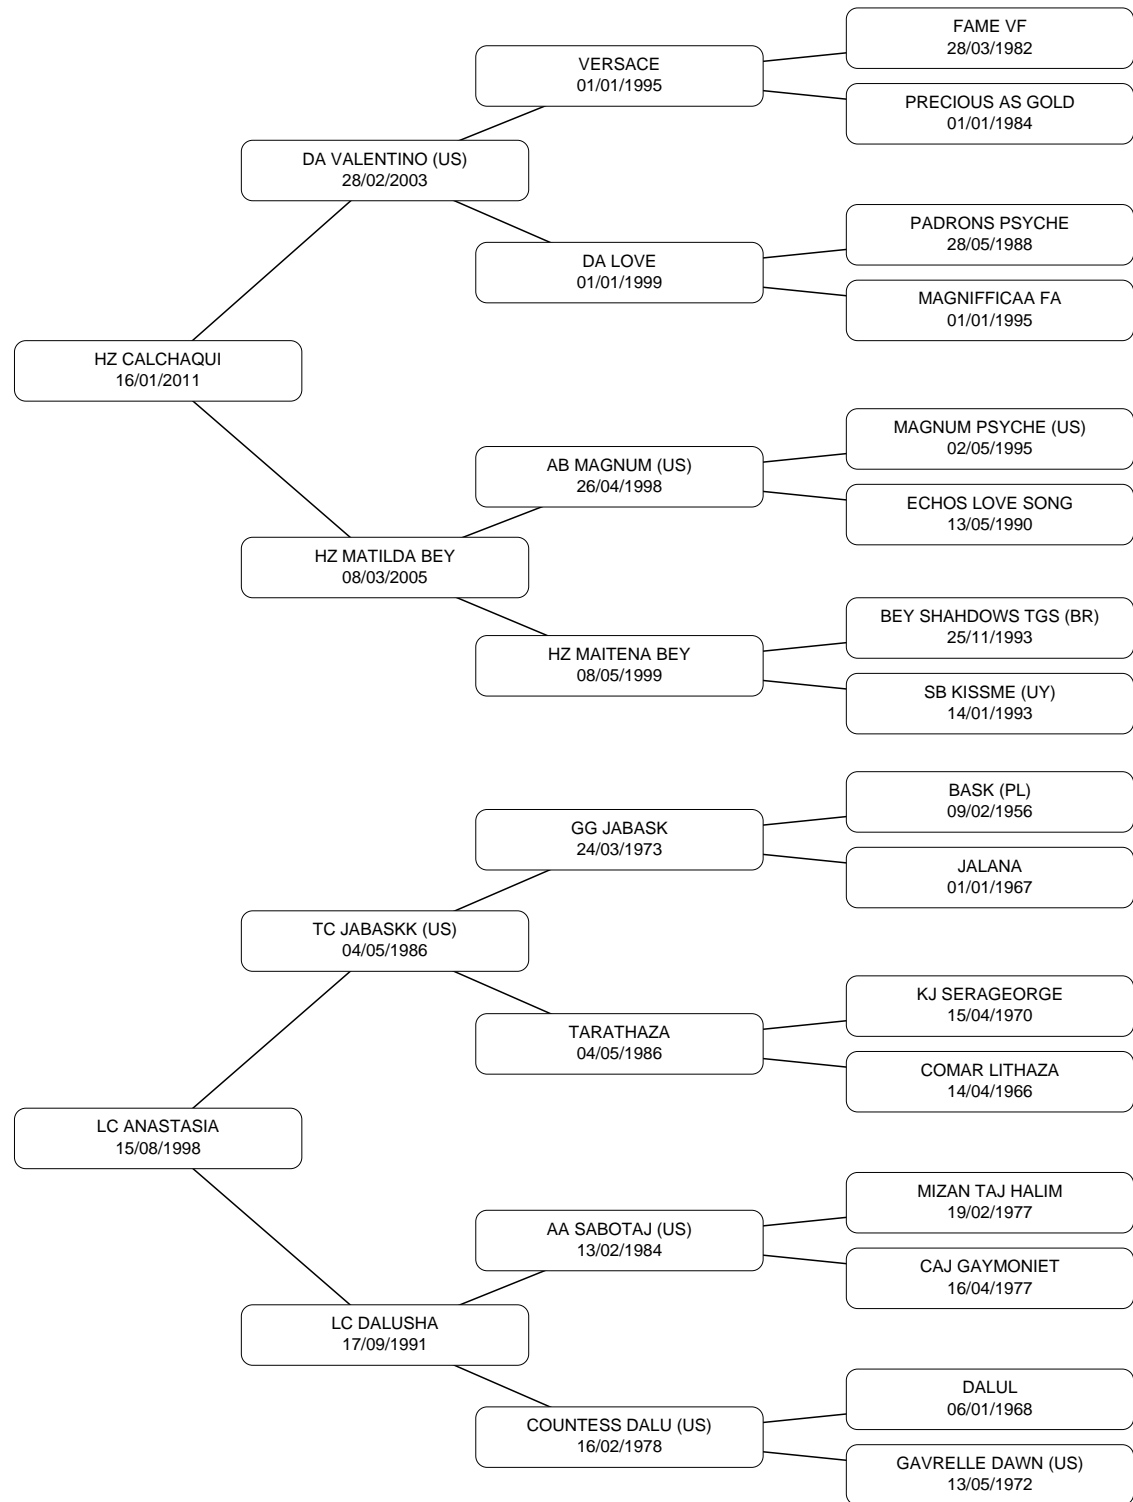 FAME VF
28/03/1982
VERSACE
01/01/1995
PRECIOUS AS GOLD
01/01/1984
DA VALENTINO (US)
28/02/2003
PADRONS PSYCHE
28/05/1988
DA LOVE
01/01/1999
MAGNIFFICAA FA
01/01/1995
HZ CALCHAQUI
16/01/2011
MAGNUM PSYCHE (US)
02/05/1995
AB MAGNUM (US)
26/04/1998
ECHOS LOVE SONG
13/05/1990
HZ MATILDA BEY
08/03/2005
BEY SHAHDOWS TGS (BR)
25/11/1993
HZ MAITENA BEY
08/05/1999
SB KISSME (UY)
14/01/1993
BASK (PL)
09/02/1956
GG JABASK
24/03/1973
JALANA
01/01/1967
TC JABASKK (US)
04/05/1986
KJ SERAGEORGE
15/04/1970
TARATHAZA
04/05/1986
COMAR LITHAZA
14/04/1966
LC ANASTASIA
15/08/1998
MIZAN TAJ HALIM
19/02/1977
AA SABOTAJ (US)
13/02/1984
CAJ GAYMONIET
16/04/1977
LC DALUSHA
17/09/1991
DALUL
06/01/1968
COUNTESS DALU (US)
16/02/1978
GAVRELLE DAWN (US)
13/05/1972